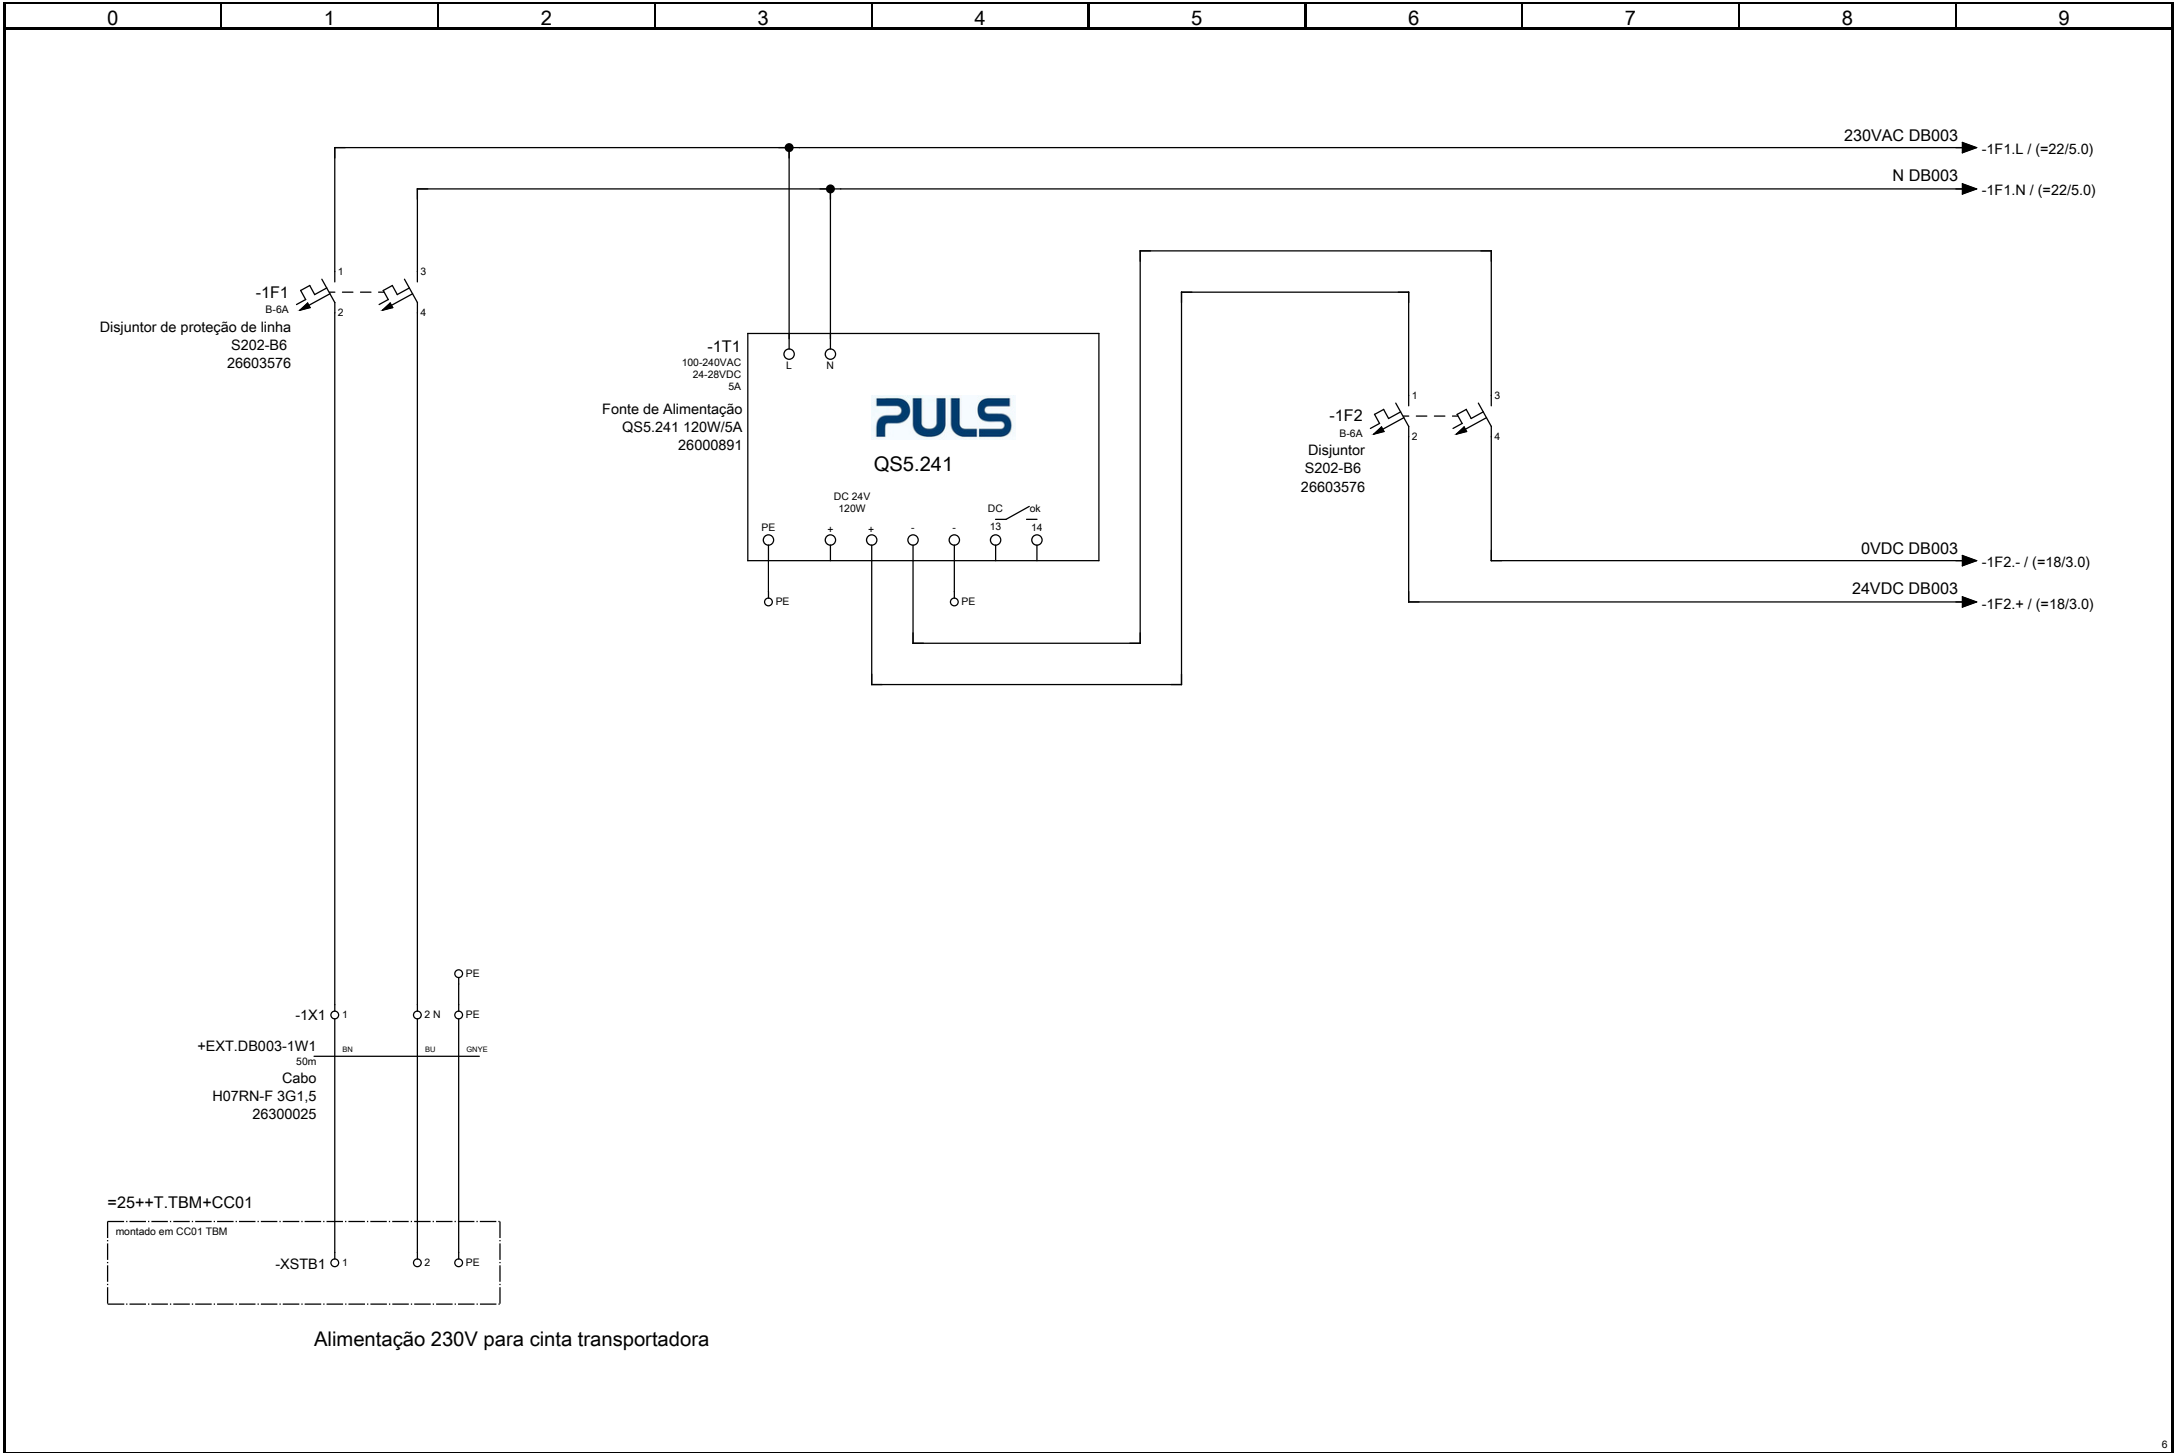 0 1 2 3 4 5 6 7 8 9
230VAC DB003
-1F1.L / (=22/5.0)
N DB003
-1F1.N / (=22/5.0)
1
3
-1F1
B-6A
2
4
Disjuntor de proteção de linha
S202-B6
26603576
-1T1
100-240VAC
24-28VDC
5A
Fonte de Alimentação
QS5.241 120W/5A
26000891
L
N
PULS
QS5.241
DC 24V
120W
DC ok
PE
+
+
-
-
13
14
PE
PE
1
3
-1F2
B-6A
2
4
Disjuntor
S202-B6
26603576
0VDC DB003
-1F2.- / (=18/3.0)
24VDC DB003
-1F2.+ / (=18/3.0)
PE
-1X1
1
2 N
PE
+EXT.DB003-1W1
BN
BU
GNYE
50m
Cabo
H07RN-F 3G1,5
26300025
=25++T.TBM+CC01
montado em CC01 TBM
-XSTB1
1
2
PE
Alimentação 230V para cinta transportadora
6